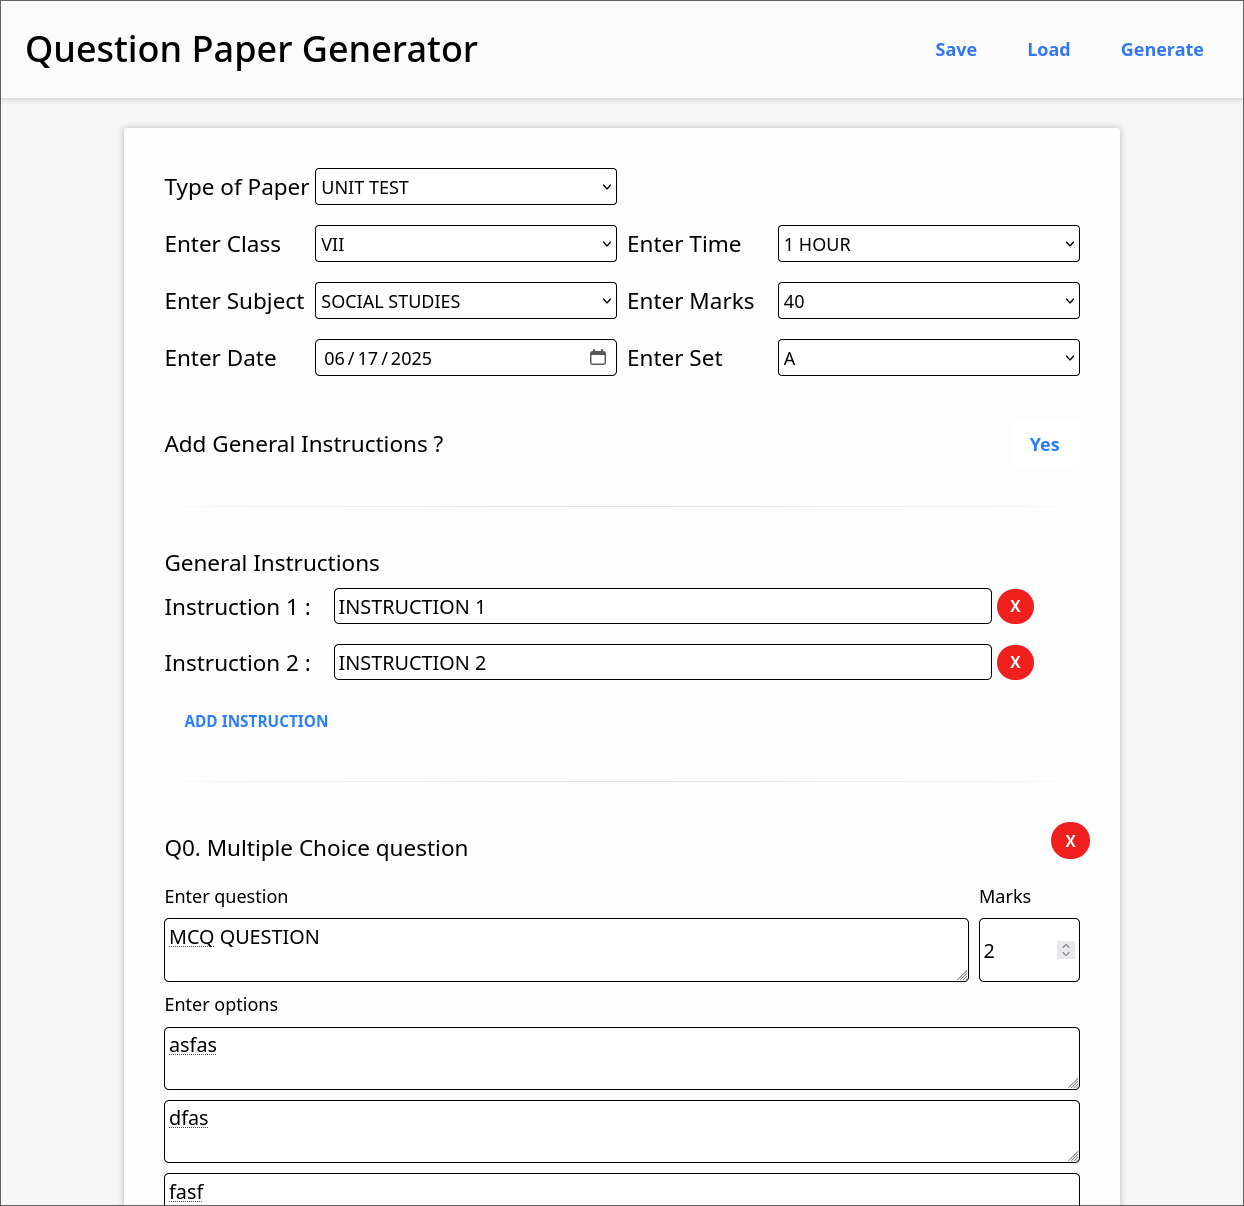 Question Paper Generator Save Load Generate
Type of Paper UNIT TEST
Enter Class VII Enter Time 1 HOUR
Enter Subject SOCIAL STUDIES Enter Marks 40
Enter Date 06/17/2025 Enter Set A
Add General Instructions ? Yes
General Instructions
Instruction 1 : INSTRUCTION 1 X
Instruction 2 : INSTRUCTION 2 X
ADD INSTRUCTION
Q0. Multiple Choice question X
Enter question Marks
MCQ QUESTION 2
Enter options
asfas
dfas
fasf